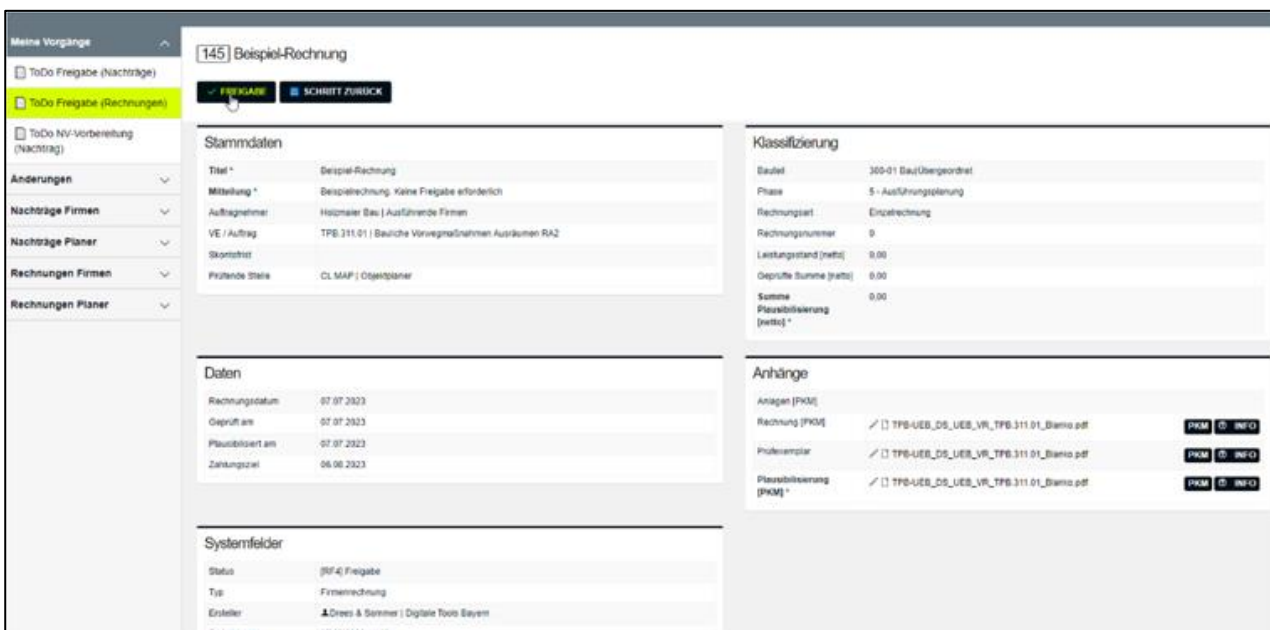 Meine Vorgänge
ToDo Freigabe (Nachträge)
ToDo Freigabe (Rechnungen)
ToDo NV-Vorbereitung
(Nachtrag)
Änderungen
Nachträge Firmen
Nachträge Planer
Rechnungen Firmen
Rechnungen Planer
145 Beispiel-Rechnung
FREIGABE SCHRITT ZURÜCK
Stammdaten
Titel * Beispiel-Rechnung
Mitteilung * Beispielrechnung. Keine Freigabe erforderlich
Auftragnehmer Holzmaier Bau | Ausführende Firmen
VE / Auftrag TPB.311.01 | Bauliche Vorwegmaßnahmen Ausräumen RA2
Skontofrist
Prüfende Stelle CL MAP | Objektplaner
Klassifizierung
Bauteil 300-01 Bau|Übergeordnet
Phase 5 - Ausführungsplanung
Rechnungsart Einzelrechnung
Rechnungsnummer 0
Leistungsstand [netto] 0,00
Geprüfte Summe [netto] 0,00
Summe 0,00
Plausibilisierung
[netto] *
Daten
Rechnungsdatum 07.07.2023
Geprüft am 07.07.2023
Plausibilisiert am 07.07.2023
Zahlungsziel 06.08.2023
Anhänge
Anlagen [PKM]
Rechnung [PKM] TPB-UEB_DS_UEB_VR_TPB.311.01_Blanko.pdf PKM INFO
Prüfexemplar TPB-UEB_DS_UEB_VR_TPB.311.01_Blanko.pdf PKM INFO
Plausibilisierung TPB-UEB_DS_UEB_VR_TPB.311.01_Blanko.pdf PKM INFO
[PKM] *
Systemfelder
Status [RF4] Freigabe
Typ Firmenrechnung
Ersteller Drees & Sommer | Digitale Tools Bayern